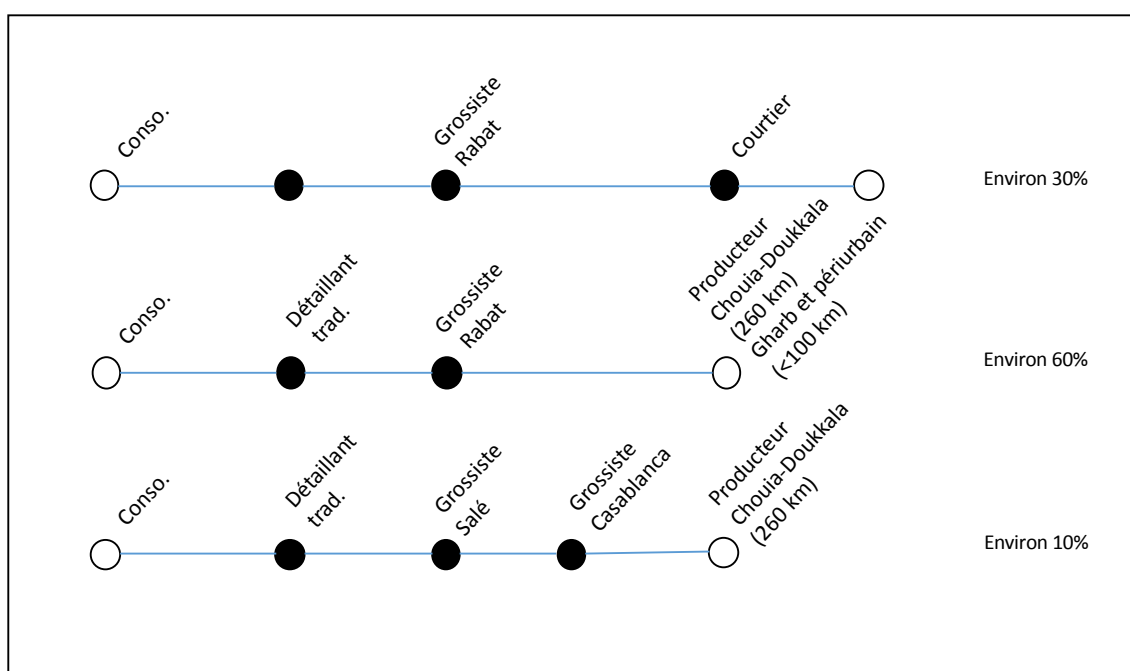 Conso.
Grossiste
Rabat
Courtier
Environ 30%
Conso.
Détaillant
trad.
Grossiste
Rabat
Producteur
Chouia-Doukkala
(260 km)
Gharb et périurbain
(<100 km)
Environ 60%
Conso.
Détaillant
trad.
Grossiste
Salé
Grossiste
Casablanca
Producteur
Chouia-Doukkala
(260 km)
Environ 10%